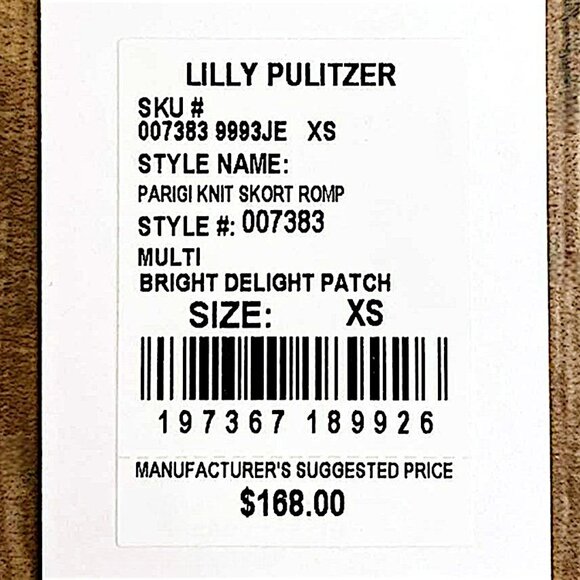 LILLY PULITZER
SKU #
007383 9993JE XS
STYLE NAME:
PARIGI KNIT SKORT ROMP
STYLE #: 007383
MULTI
BRIGHT DELIGHT PATCH
SIZE: XS
197367 189926
MANUFACTURER'S SUGGESTED PRICE
$168.00